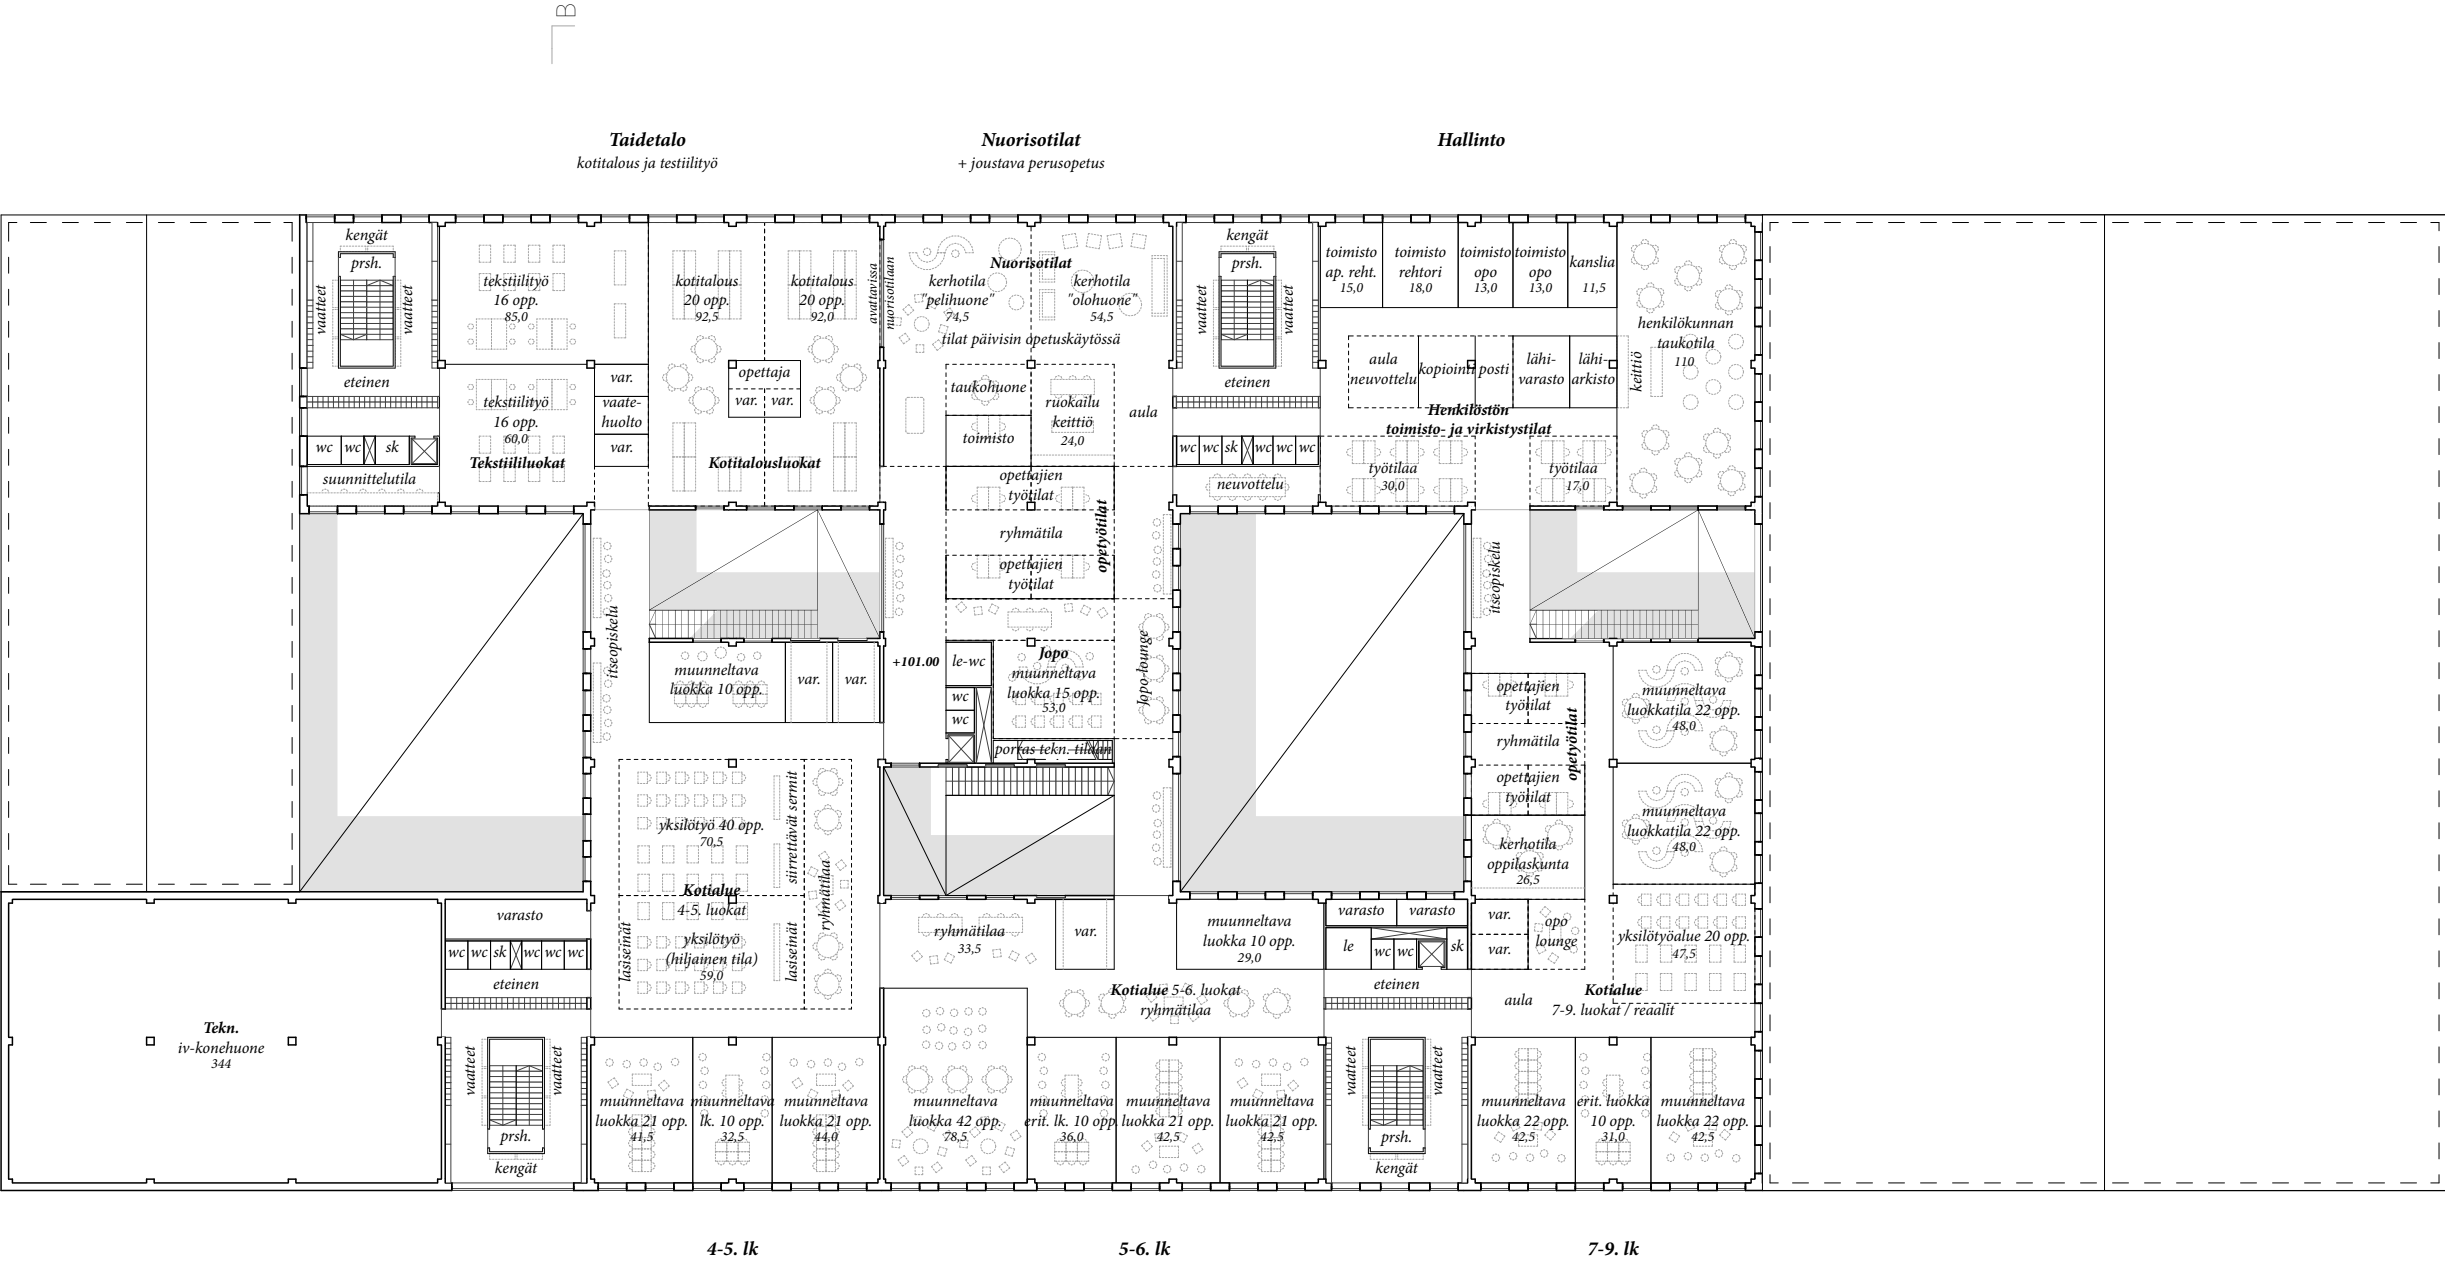 B
Taidetalo
kotitalous ja testiilityö
Nuorisotilat
+ joustava perusopetus
Hallinto
kengät
prsh.
vaatteet
vaatteet
eteinen
wc
wc
sk
suunnittelutila
tekstiilityö
16 opp.
85,0
tekstiilityö
16 opp.
60,0
Tekstiililuokat
var.
vaate-
huolto
var.
kotitalous
20 opp.
92,5
kotitalous
20 opp.
92,0
opettaja
var.
var.
Kotitalousluokat
avattavissa
nuorisotilaan
Nuorisotilat
kerhotila
"pelihuone"
74,5
kerhotila
"olohuone"
54,5
tilat päivisin opetuskäytössä
taukohuone
toimisto
ruokailu
keittiö
24,0
aula
kengät
prsh.
vaatteet
vaatteet
eteinen
wc
wc
sk
wc
wc
wc
neuvottelu
toimisto
ap. reht.
15,0
toimisto
rehtori
18,0
toimisto
opo
13,0
toimisto
opo
13,0
kanslia
11,5
henkilökunnan
taukotila
110
aula
neuvottelu
kopiointi
posti
lähi-
varasto
lähi-
arkisto
keittiö
Henkilöstön
toimisto- ja virkistystilat
työtilaa
30,0
työtilaa
17,0
opettajien
työtilat
ryhmätila
opettajien
työtilat
opetyötilat
itseopiskelu
itseopiskelu
muunneltava
luokka 10 opp.
var.
var.
+101.00
le-wc
wc
wc
Jopo
muunneltava
luokka 15 opp.
53,0
Jopo-lounge
portas tekn. tilaan
opettajien
työtilat
ryhmätila
opettajien
työtilat
opetyötilat
muunneltava
luokkatila 22 opp.
48,0
muunneltava
luokkatila 22 opp.
48,0
kerhotila
oppilaskunta
26,5
yksilötyö 40 opp.
70,5
siirrettävät sermit
ryhmätilaa
Kotialue
4-5. luokat
yksilötyö
(hiljainen tila)
59,0
lasiseinät
lasiseinät
varasto
wc
wc
sk
wc
wc
wc
eteinen
ryhmätilaa
33,5
var.
muunneltava
luokka 10 opp.
29,0
varasto
varasto
le
wc
wc
sk
eteinen
var.
var.
opo
lounge
yksilötyöalue 20 opp.
47,5
Kotialue 5-6. luokat
ryhmätilaa
aula
Kotialue
7-9. luokat / reaalit
Tekn.
iv-konehuone
344
vaatteet
vaatteet
prsh.
kengät
muunneltava
luokka 21 opp.
41,5
muunneltava
lk. 10 opp.
32,5
muunneltava
luokka 21 opp.
44,0
muunneltava
luokka 42 opp.
78,5
muunneltava
erit. lk. 10 opp.
36,0
muunneltava
luokka 21 opp.
42,5
muunneltava
luokka 21 opp.
42,5
vaatteet
vaatteet
prsh.
kengät
muunneltava
luokka 22 opp.
42,5
erit. luokka
10 opp.
31,0
muunneltava
luokka 22 opp.
42,5
4-5. lk
5-6. lk
7-9. lk